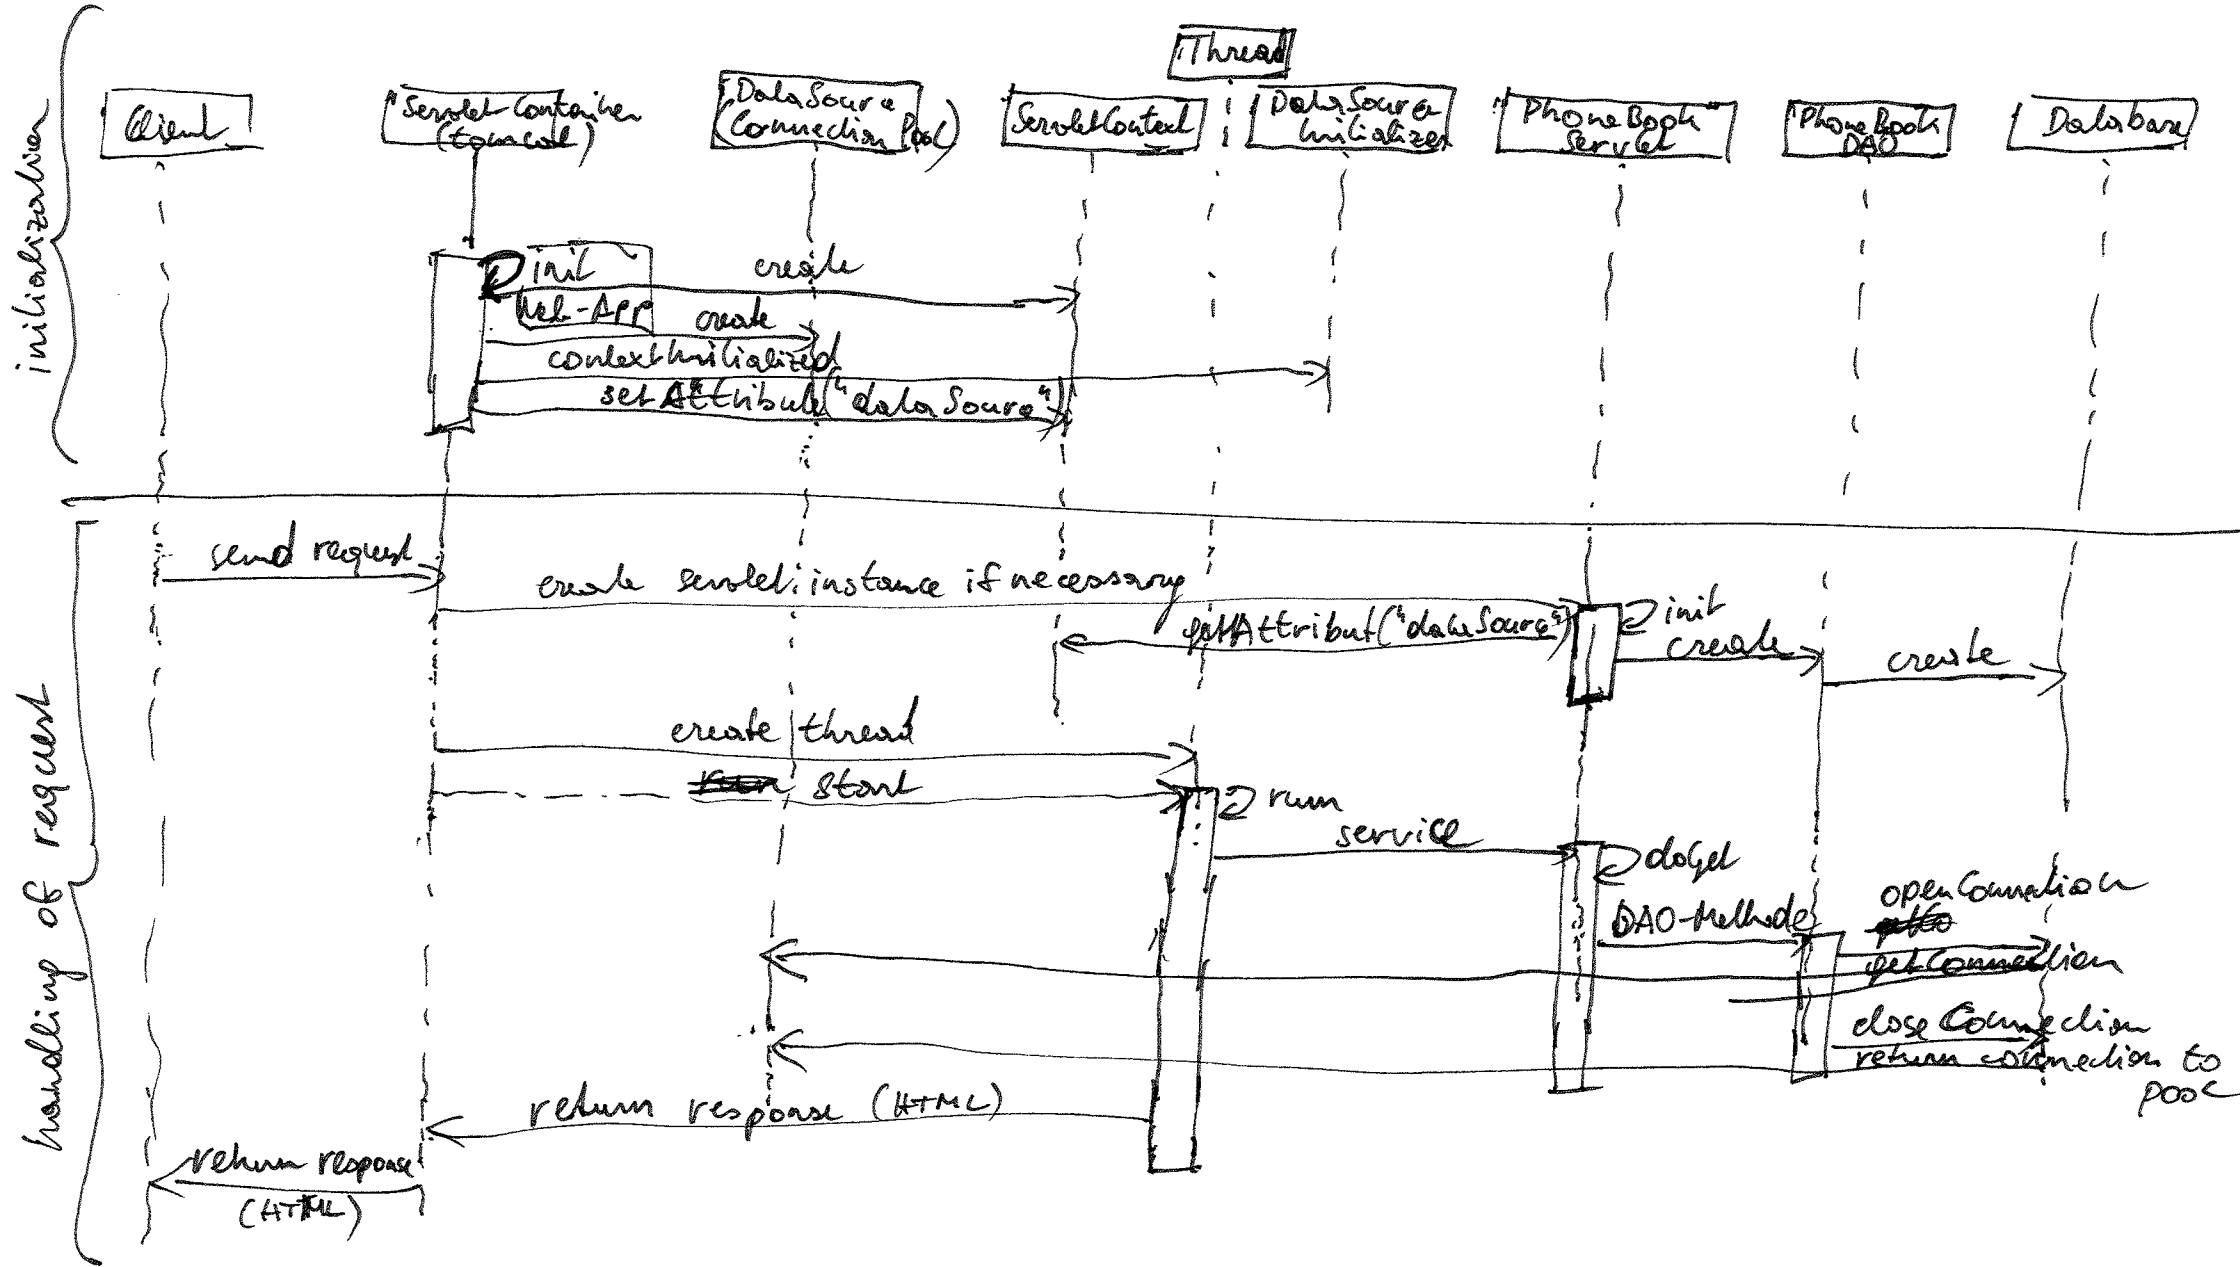 :Thread
Client
:ServletContainer
(tomcat)
:DataSource
(Connection Pool)
ServletContext
DataSource
Initializer
:PhoneBook
Servlet
:PhoneBook
DAO
Database
initialization
init
Web-App
create
create
contextInitialized
setAttribute("dataSource")
handling of request
send request
create servlet instance if necessary
init
getAttribut("dataSource")
create
create
create thread
start
run
service
doGet
DAO-Methode
openConnection
getConnection
closeConnection
return connection to
pool
return response (HTML)
return response
(HTML)